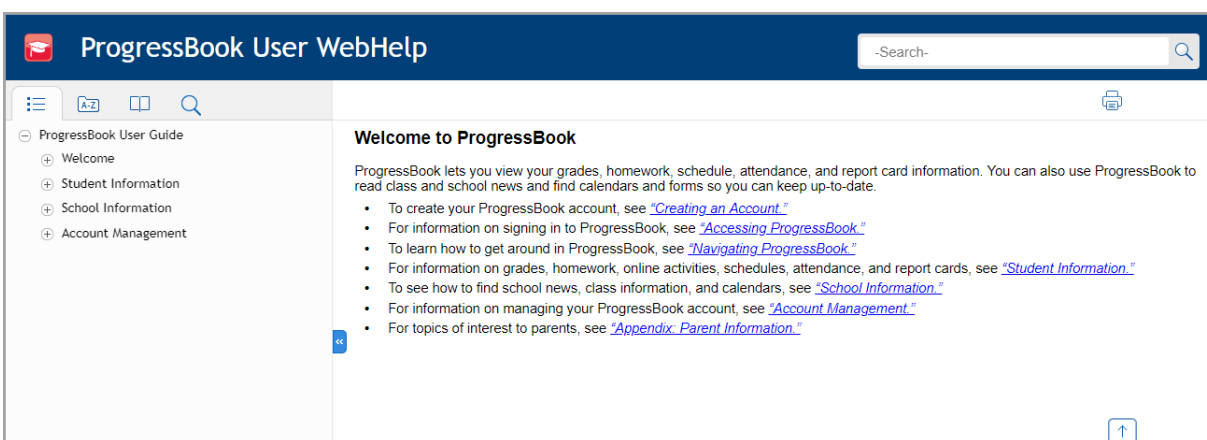 ProgressBook User WebHelp
-Search-
A-Z
ProgressBook User Guide
Welcome
Student Information
School Information
Account Management
Welcome to ProgressBook
ProgressBook lets you view your grades, homework, schedule, attendance, and report card information. You can also use ProgressBook to
read class and school news and find calendars and forms so you can keep up-to-date.
• To create your ProgressBook account, see “Creating an Account.”
• For information on signing in to ProgressBook, see “Accessing ProgressBook.”
• To learn how to get around in ProgressBook, see “Navigating ProgressBook.”
• For information on grades, homework, online activities, schedules, attendance, and report cards, see “Student Information.”
• To see how to find school news, class information, and calendars, see “School Information.”
• For information on managing your ProgressBook account, see “Account Management.”
• For topics of interest to parents, see “Appendix: Parent Information.”